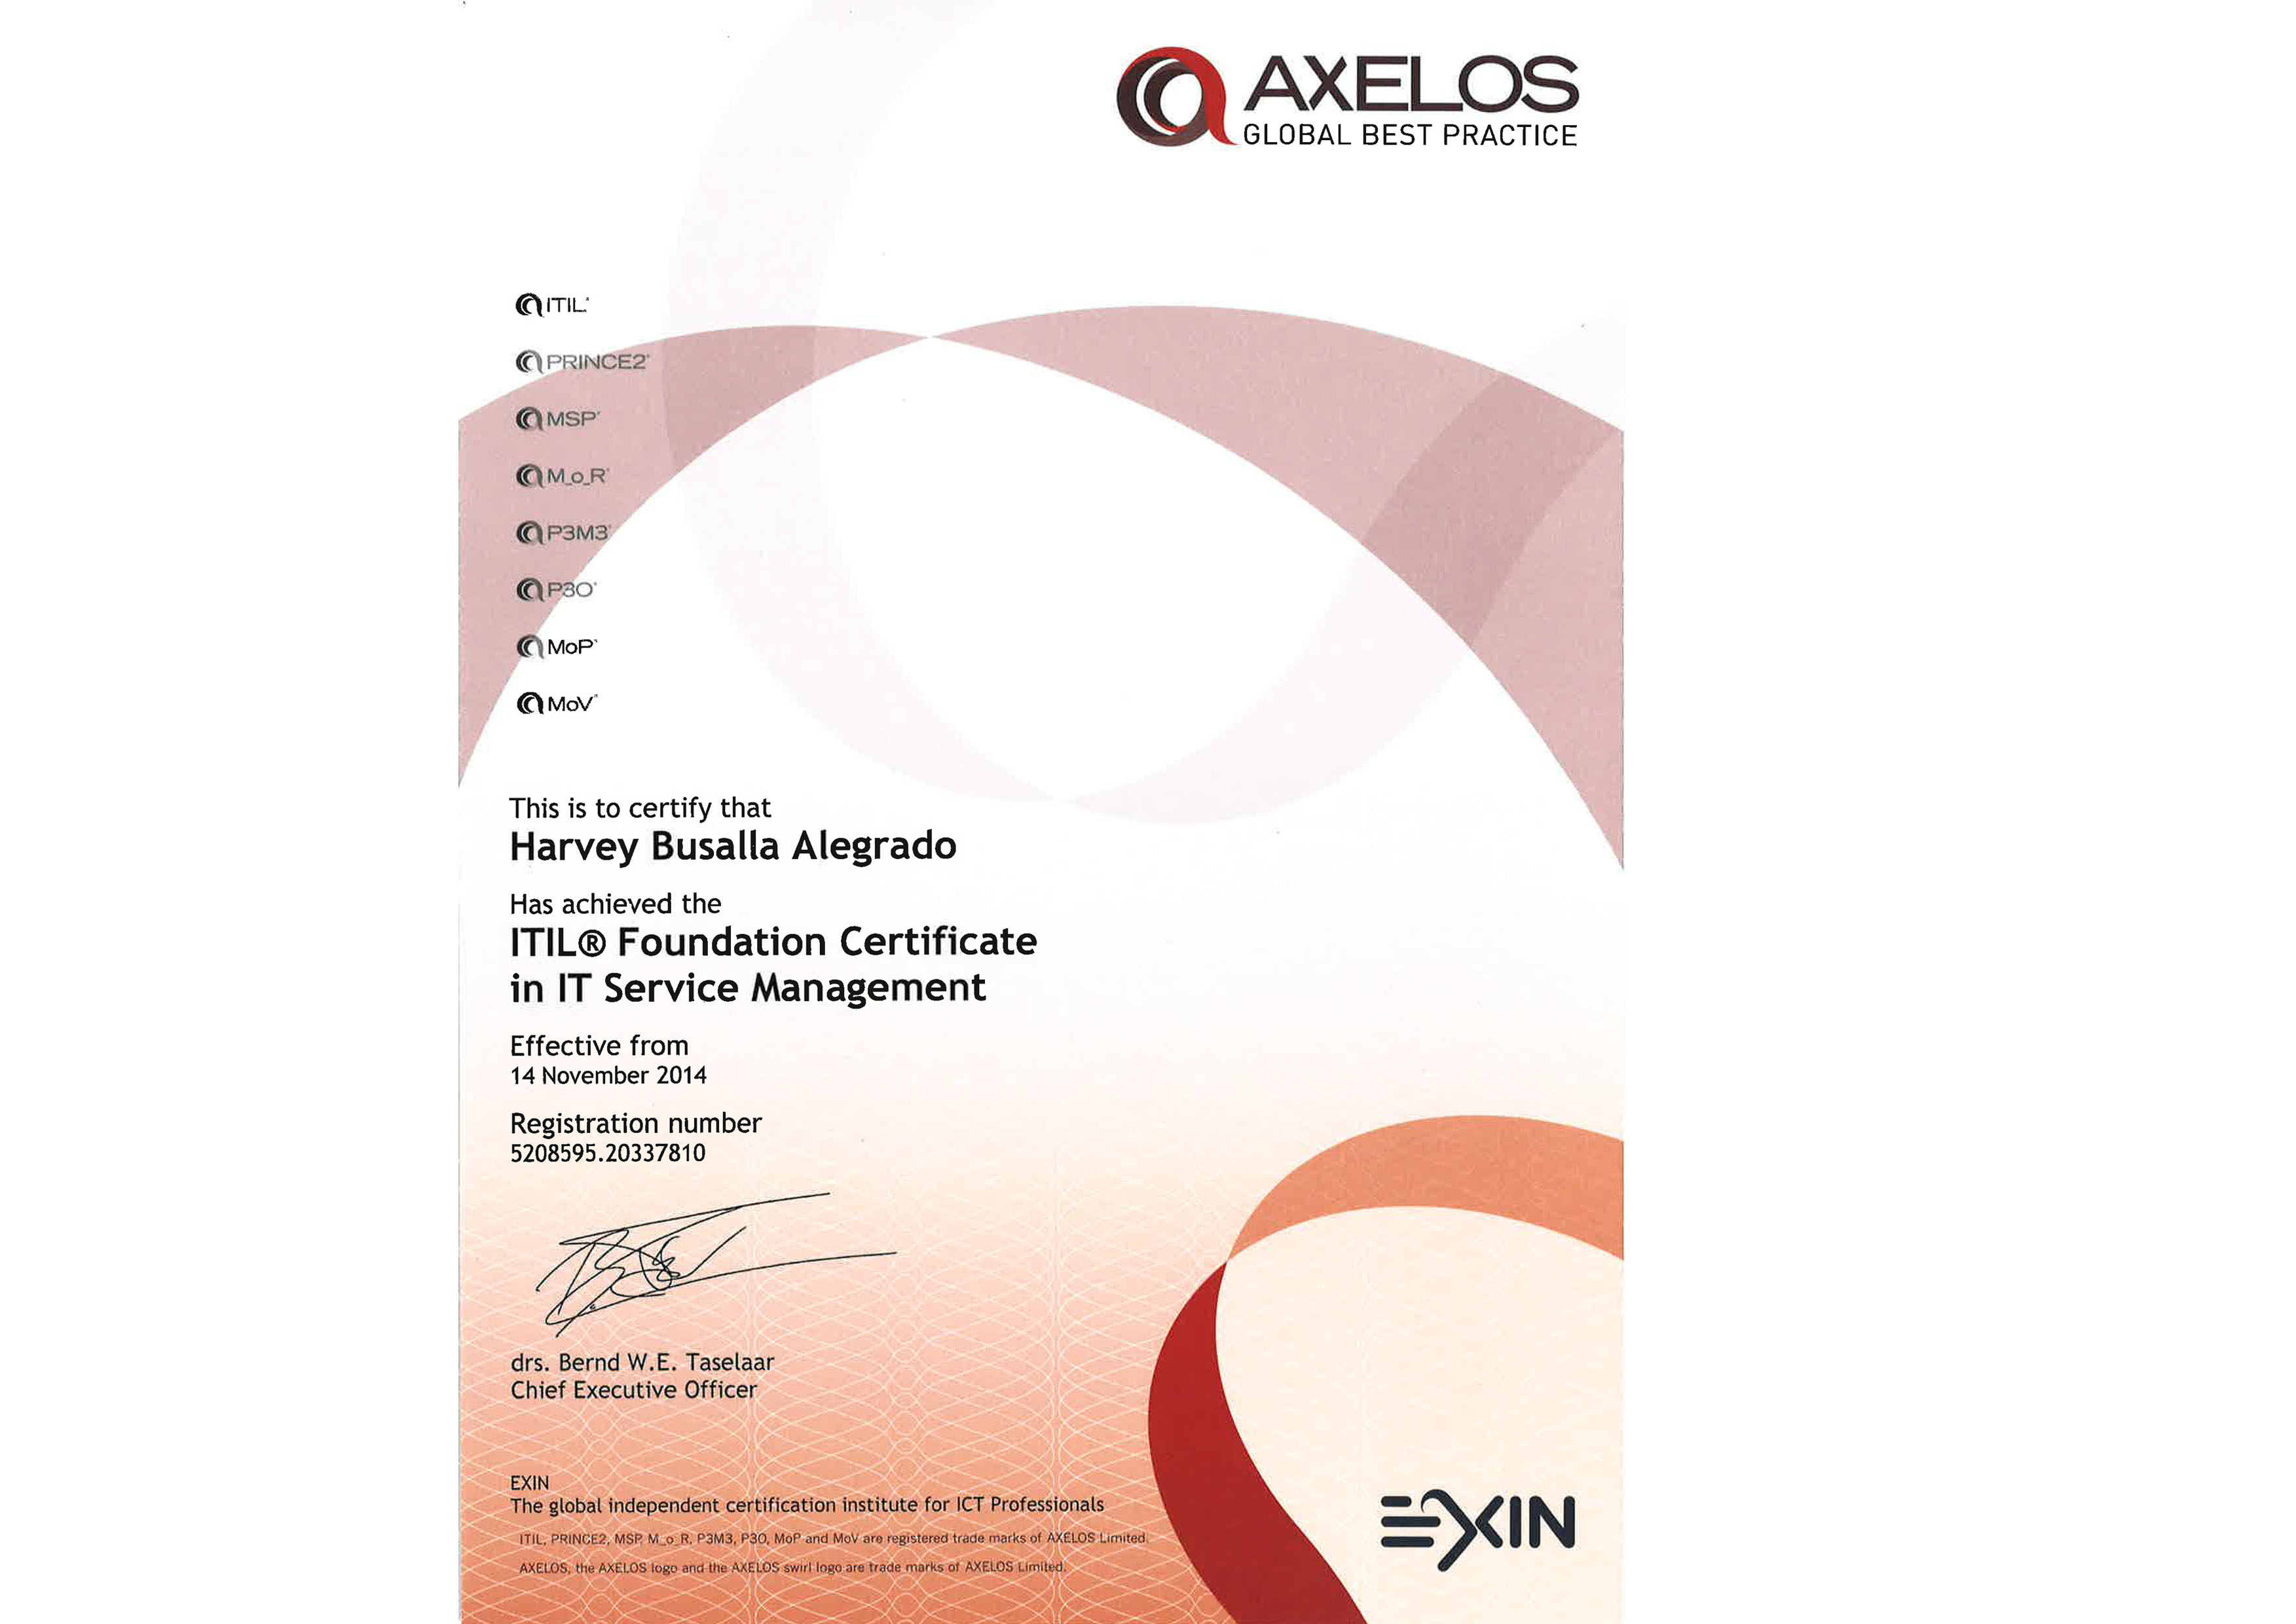 AXELOS
GLOBAL BEST PRACTICE
ITIL®
PRINCE2®
MSP®
M_o_R®
P3M3®
P3O®
MoP®
MoV®
This is to certify that
Harvey Busalla Alegrado
Has achieved the
ITIL® Foundation Certificate
in IT Service Management
Effective from
14 November 2014
Registration number
5208595.20337810
drs. Bernd W.E. Taselaar
Chief Executive Officer
EXIN
The global independent certification institute for ICT Professionals
ITIL, PRINCE2, MSP, M_o_R, P3M3, P3O, MoP and MoV are registered trade marks of AXELOS Limited.
AXELOS, the AXELOS logo and the AXELOS swirl logo are trade marks of AXELOS Limited.
EXIN